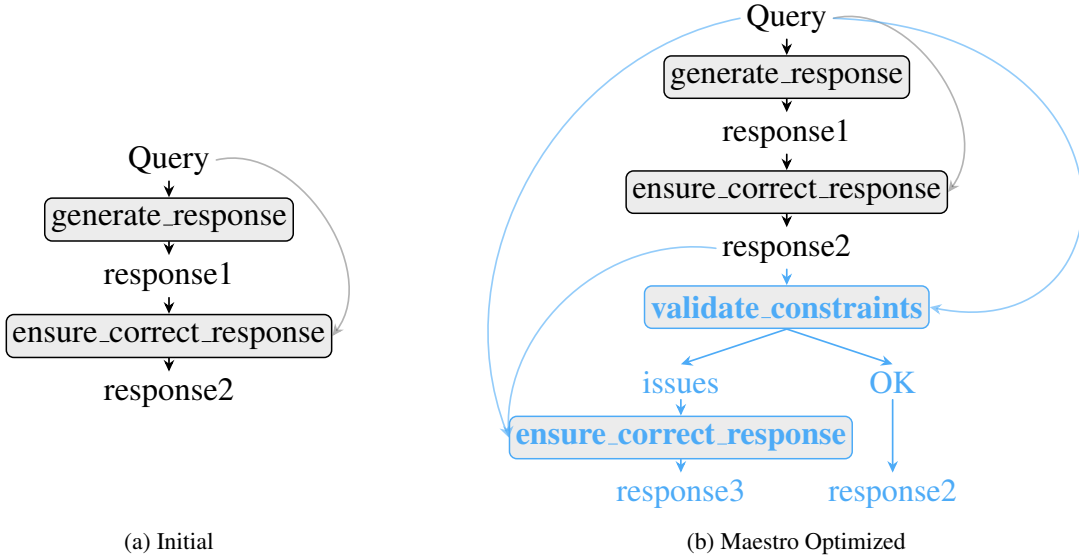 Query
generate_response
response1
ensure_correct_response
response2
(a) Initial
Query
generate_response
response1
ensure_correct_response
response2
validate_constraints
issues OK
ensure_correct_response
response3 response2
(b) Maestro Optimized